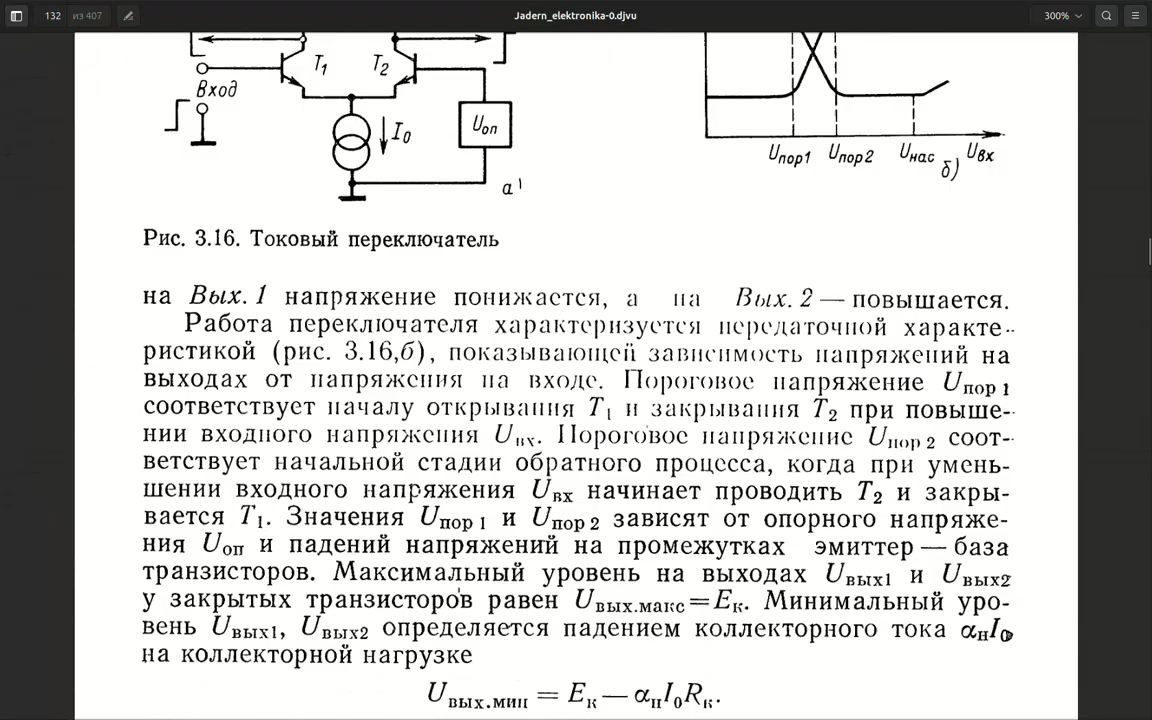 132 из 407
Jadern_elektronika-0.djvu
300%
T₁
T₂
Вход
I₀
Uоп
а
Uпор1
Uпор2
Uнас
Uвх
б)
Рис. 3.16. Токовый переключатель
на Вых. 1 напряжение понижается, а на Вых. 2 — повышается.
Работа переключателя характеризуется передаточной характе-
ристикой (рис. 3.16,б), показывающей зависимость напряжений на
выходах от напряжения на входе. Пороговое напряжение Uпор 1
соответствует началу открывания T₁ и закрывания T₂ при повыше-
нии входного напряжения Uвх. Пороговое напряжение Uпор 2 соот-
ветствует начальной стадии обратного процесса, когда при умень-
шении входного напряжения Uвх начинает проводить T₂ и закры-
вается T₁. Значения Uпор 1 и Uпор 2 зависят от опорного напряже-
ния Uоп и падений напряжений на промежутках эмиттер — база
транзисторов. Максимальный уровень на выходах Uвых1 и Uвых2
у закрытых транзисторов равен Uвых.макс=Eк. Минимальный уро-
вень Uвых1, Uвых2 определяется падением коллекторного тока αнI₀
на коллекторной нагрузке
Uвых.мин = Eк — αнI₀Rк.